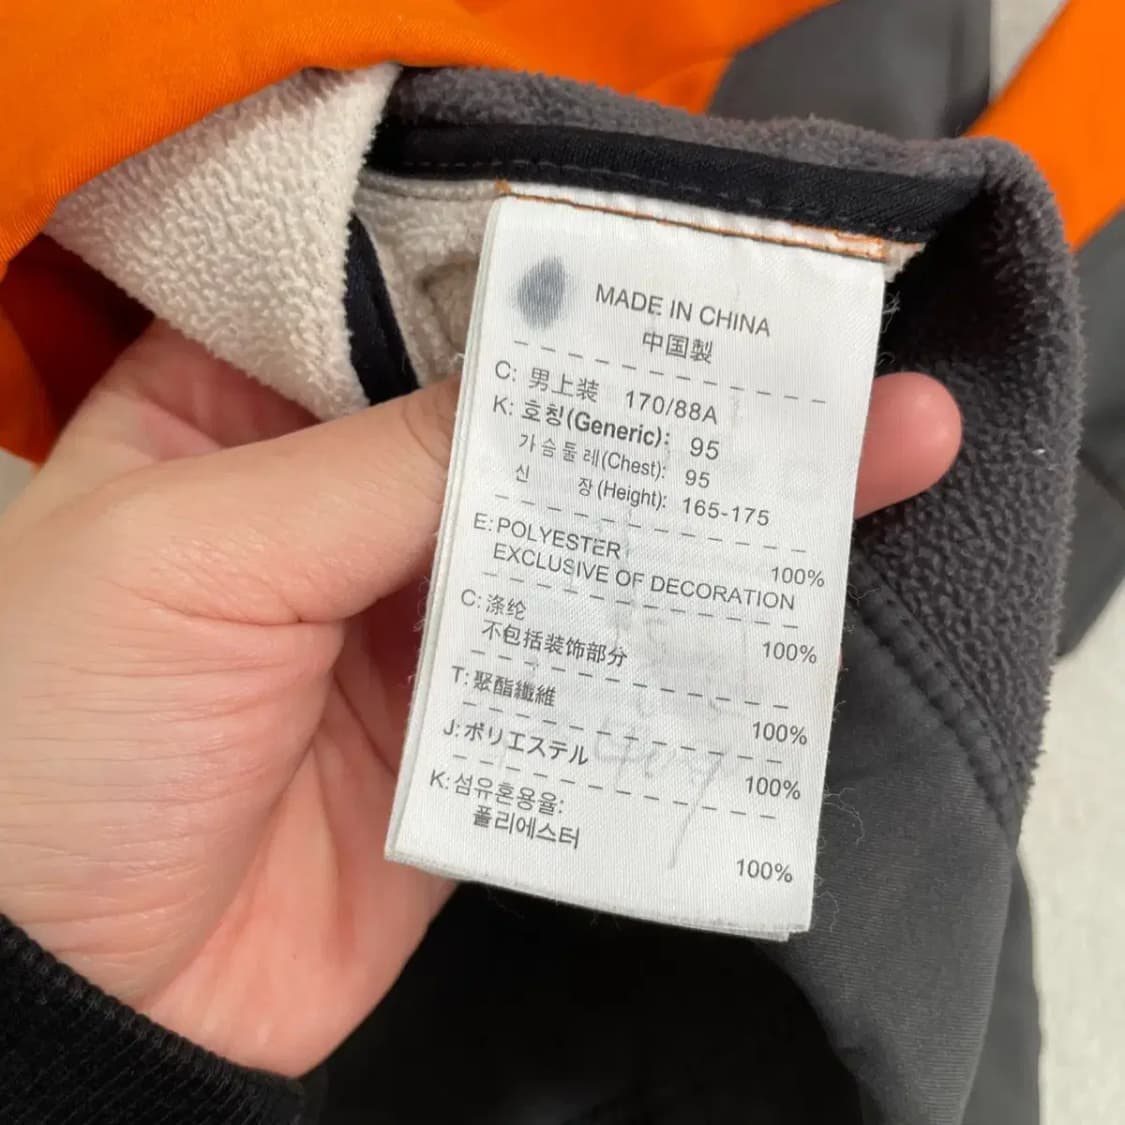 MADE IN CHINA
中国製
C: 男上装 170/88A
K: 호칭(Generic): 95
가슴둘레(Chest): 95
신 장(Height): 165-175
E: POLYESTER 100%
EXCLUSIVE OF DECORATION
C: 涤纶 100%
不包括装饰部分
T: 聚酯纖維 100%
J: ポリエステル 100%
K: 섬유혼용율:
폴리에스터 100%